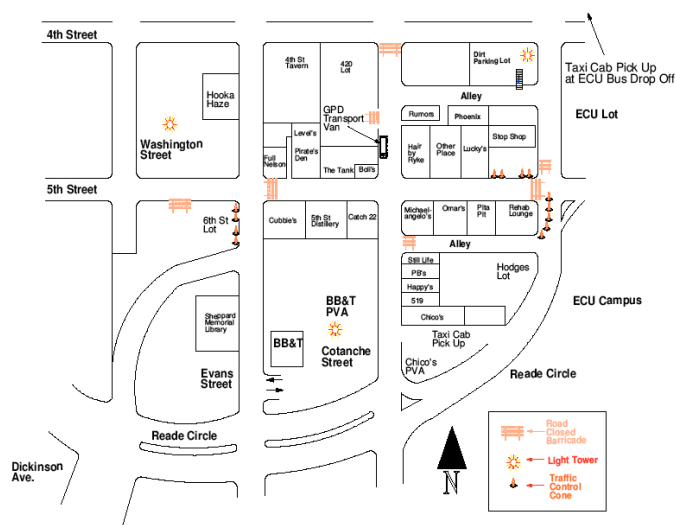 4th Street
4th St
Tavern
420
Lot
Dirt
Parking Lot
Taxi Cab Pick Up
at ECU Bus Drop Off
Hooka
Haze
Alley
GPD
Transport
Van
Rumors
Phoenix
ECU Lot
Washington
Street
Level's
Pirate's
Den
Full
Nelson
The Tank
Boli's
Hair
by
Ryke
Other
Place
Lucky's
Stop Shop
5th Street
6th St
Lot
Cubbie's
5th St
Distillery
Catch 22
Michael-
angelo's
Omar's
Pita
Pit
Rehab
Lounge
Alley
Still Life
PB's
Happy's
519
Chico's
Hodges
Lot
ECU Campus
BB&T
PVA
Sheppard
Memorial
Library
BB&T
Cotanche
Street
Taxi Cab
Pick Up
Chico's
PVA
Evans
Street
Reade Circle
Reade Circle
Dickinson
Ave.
N
Road
Closed
Barricade
Light Tower
Traffic
Control
Cone